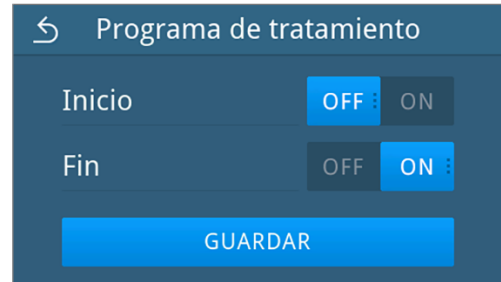 Programa de tratamiento
Inicio OFF ON
Fin OFF ON
GUARDAR